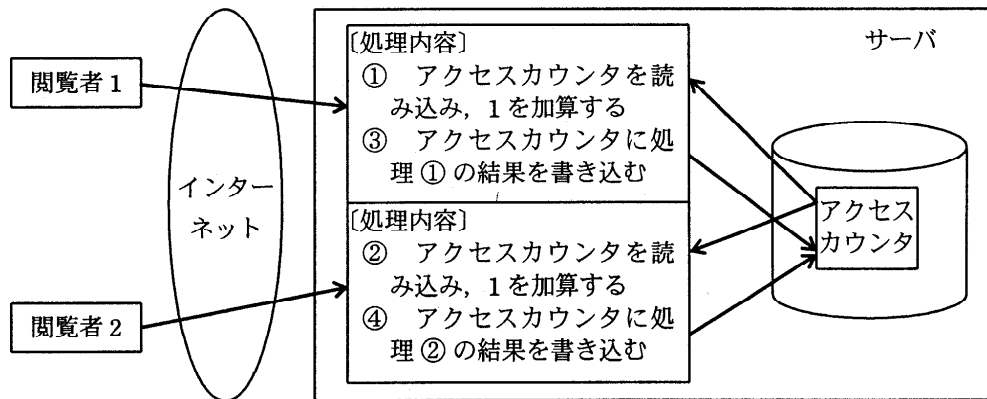 サーバ
閲覧者1
インター
ネット
〔処理内容〕
① アクセスカウンタを読
み込み，1を加算する
③ アクセスカウンタに処
理①の結果を書き込む
〔処理内容〕
② アクセスカウンタを読
み込み，1を加算する
④ アクセスカウンタに処
理②の結果を書き込む
閲覧者2
アクセス
カウンタ